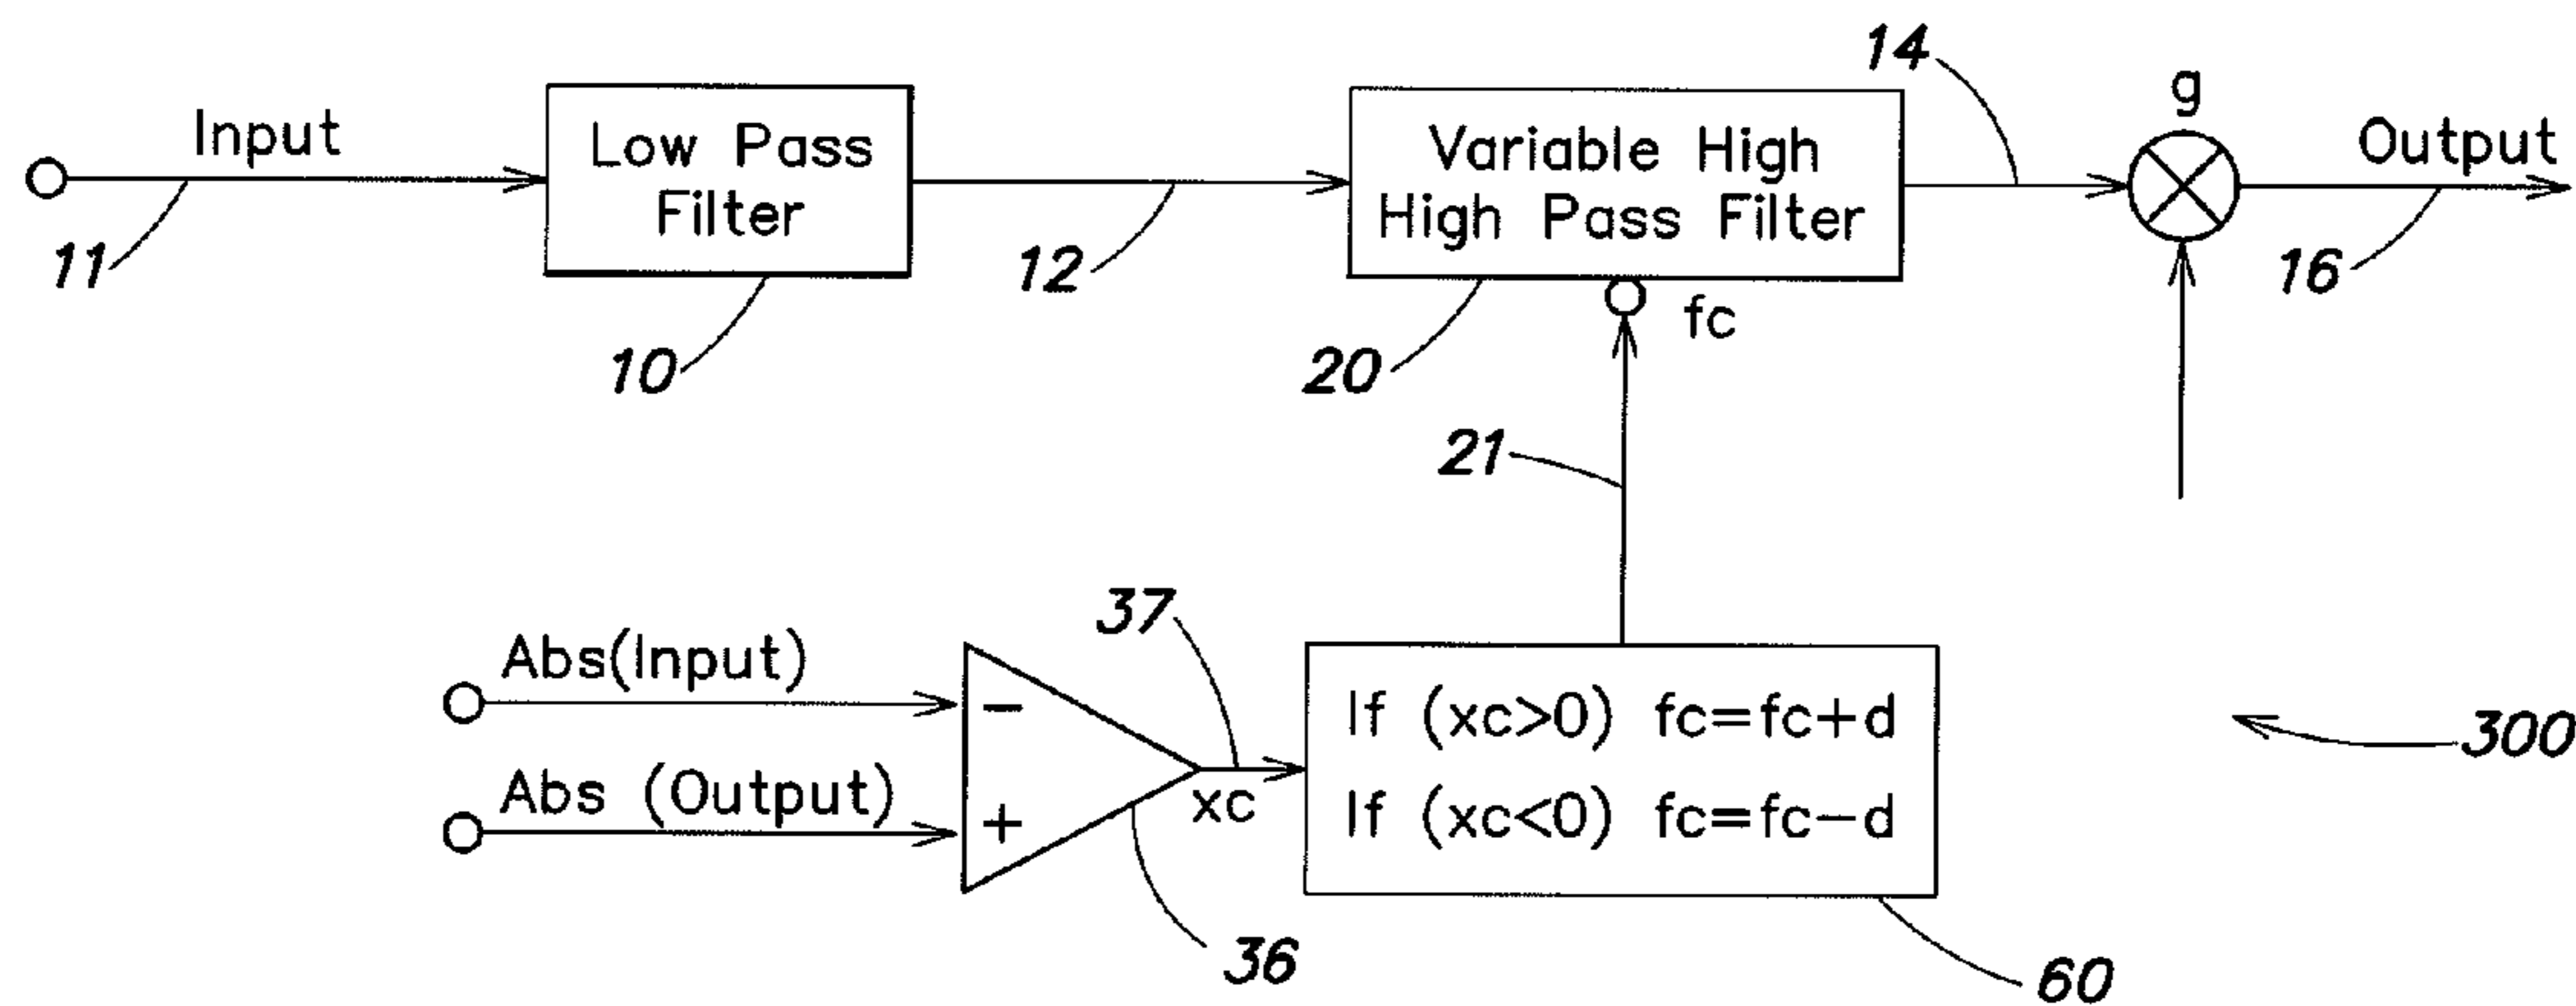 Input
Low Pass
Filter
Variable High
High Pass Filter
g
Output
11
10
12
20
fc
14
16
21
Abs(Input)
Abs (Output)
−
+
xc
37
36
If (xc>0) fc=fc+d
If (xc<0) fc=fc−d
60
300